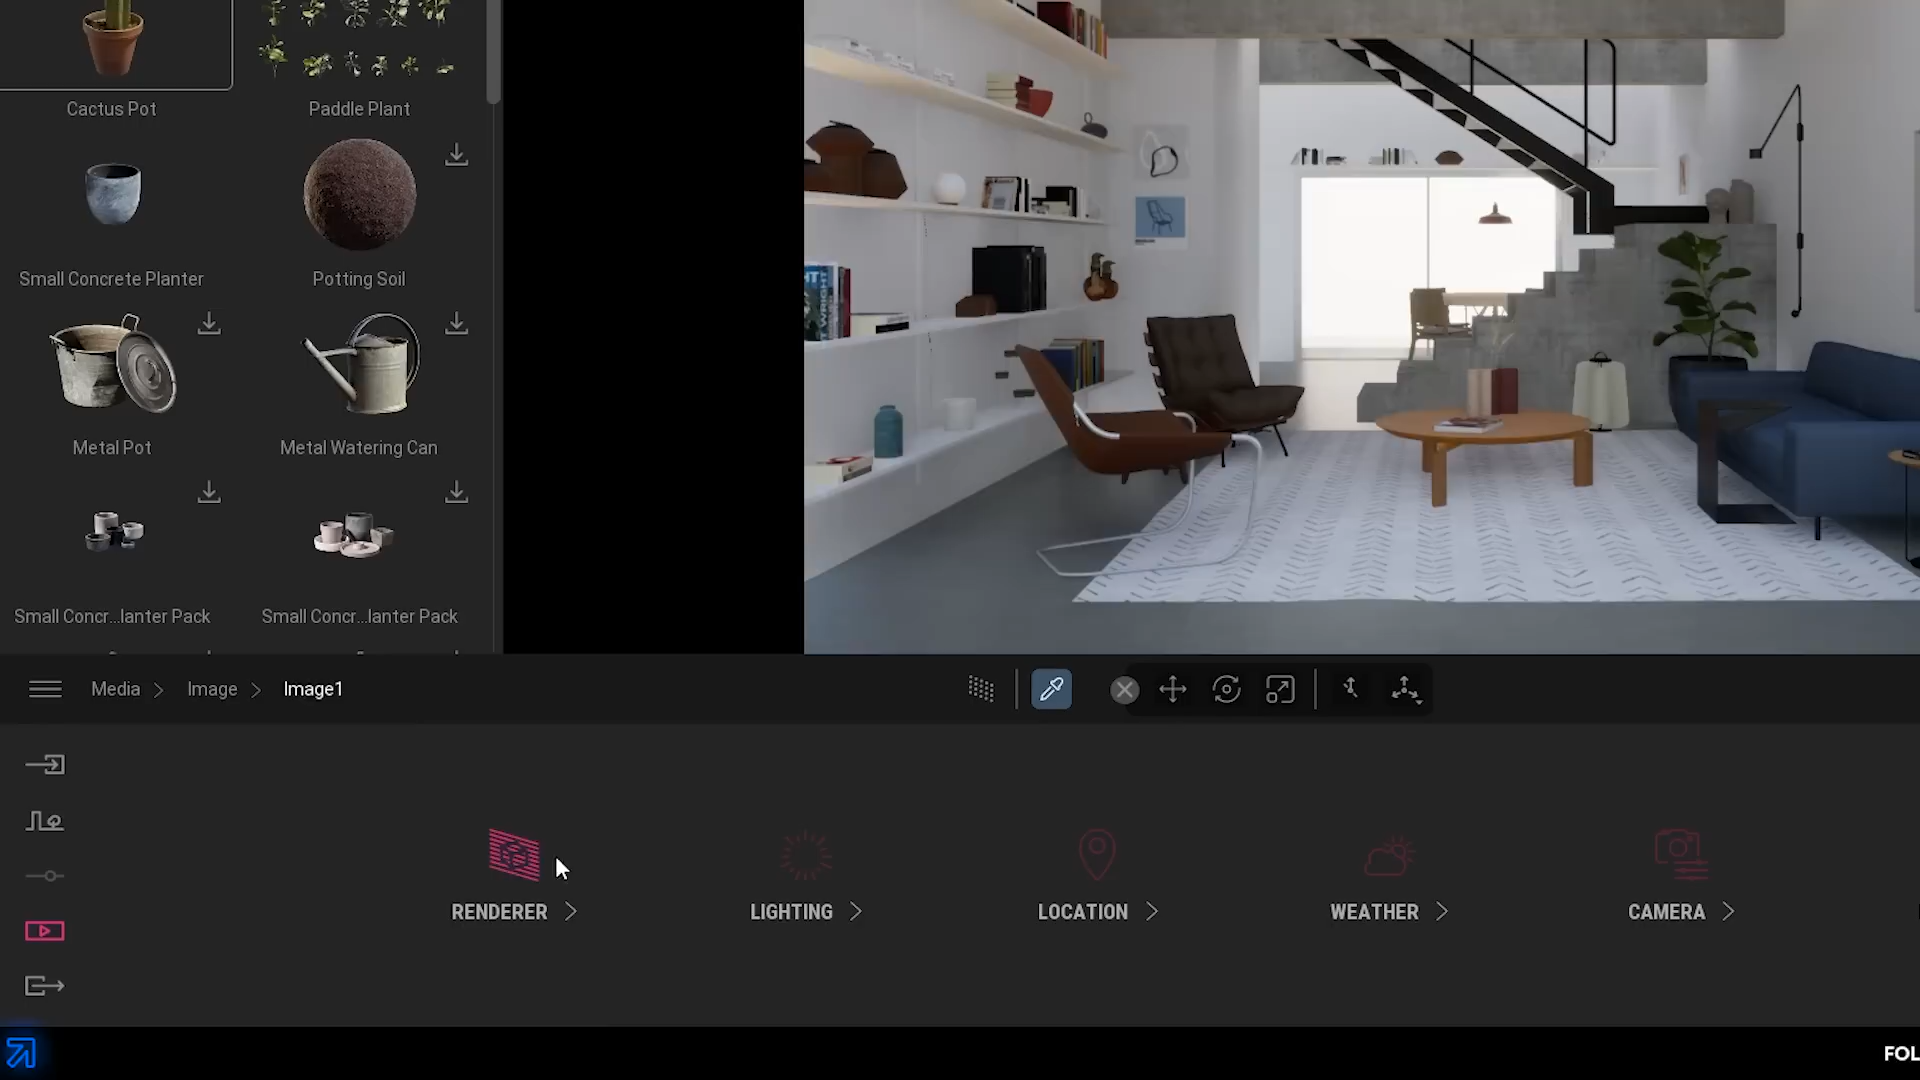 Cactus Pot
Paddle Plant
Small Concrete Planter
Potting Soil
Metal Pot
Metal Watering Can
Small Concr...lanter Pack
Small Concr...lanter Pack
WRIGHT
Media
Image
Image1
RENDERER
LIGHTING
LOCATION
WEATHER
CAMERA
FOL